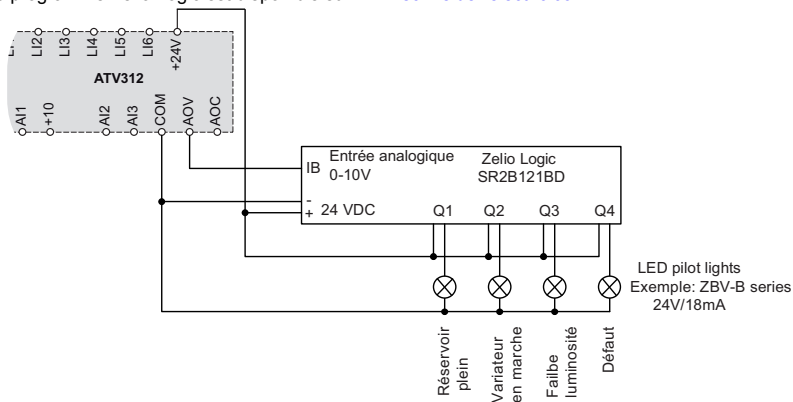 LI2
LI3
LI4
LI5
LI6
+24V
ATV312
AI1
+10
AI2
AI3
COM
AOV
AOC
Entrée analogique
0-10V
Zelio Logic
SR2B121BD
IB
-
+
24 VDC
Q1
Q2
Q3
Q4
LED pilot lights
Exemple: ZBV-B series
24V/18mA
Réservoir
plein
Variateur
en marche
Failbe
luminosité
Défaut